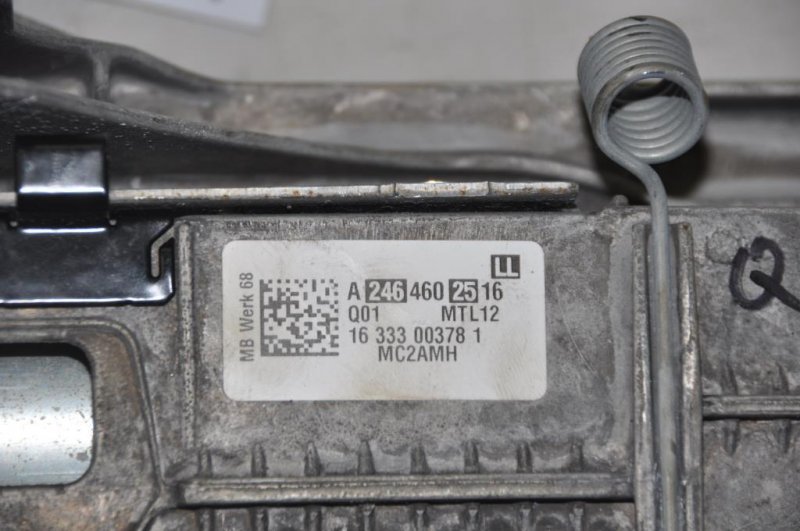 MB Werk 68
LL
A 246 460 25 16
Q01 MTL12
16 333 00378 1
MC2AMH
Q